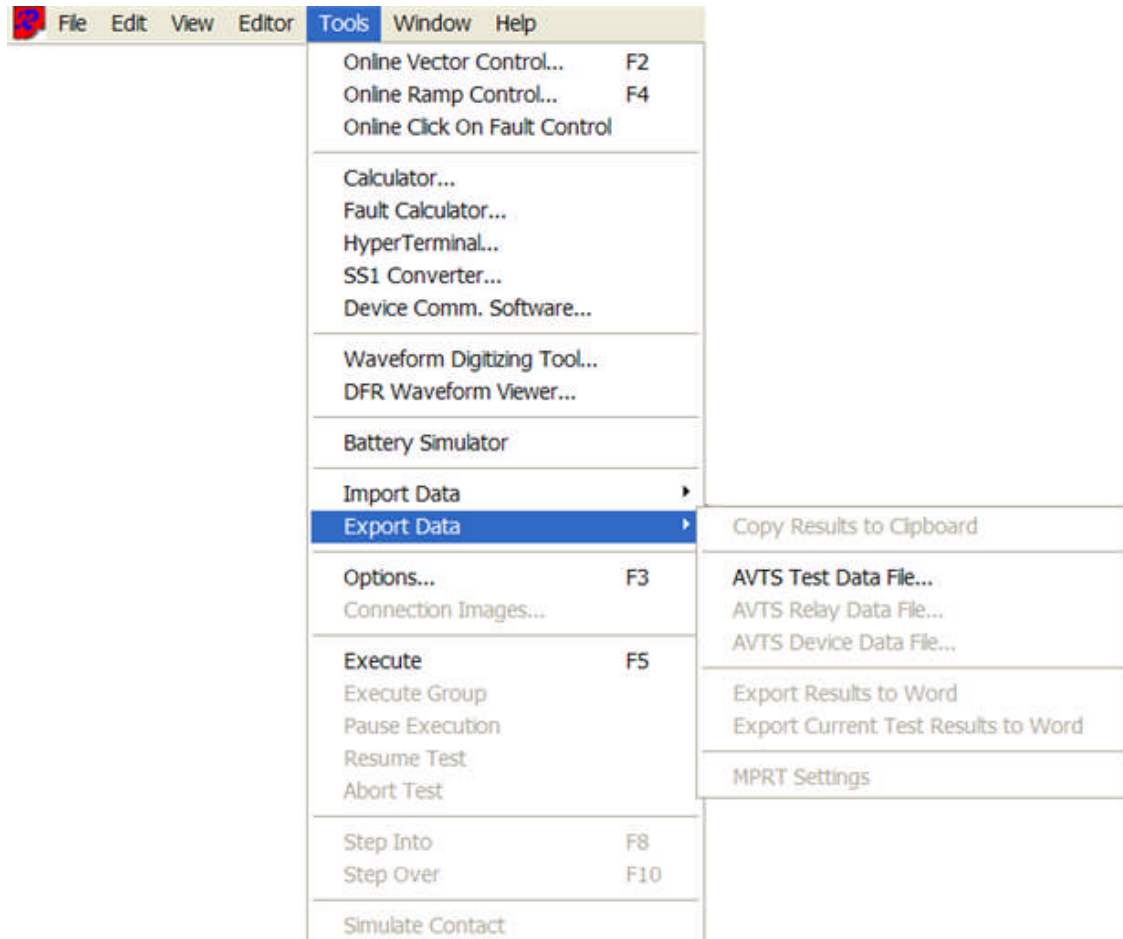 File Edit View Editor Tools Window Help
Online Vector Control... F2
Online Ramp Control... F4
Online Click On Fault Control
Calculator...
Fault Calculator...
HyperTerminal...
SS1 Converter...
Device Comm. Software...
Waveform Digitizing Tool...
DFR Waveform Viewer...
Battery Simulator
Import Data
Export Data
Copy Results to Clipboard
AVTS Test Data File...
AVTS Relay Data File...
AVTS Device Data File...
Export Results to Word
Export Current Test Results to Word
MPRT Settings
Options... F3
Connection Images...
Execute F5
Execute Group
Pause Execution
Resume Test
Abort Test
Step Into F8
Step Over F10
Simulate Contact